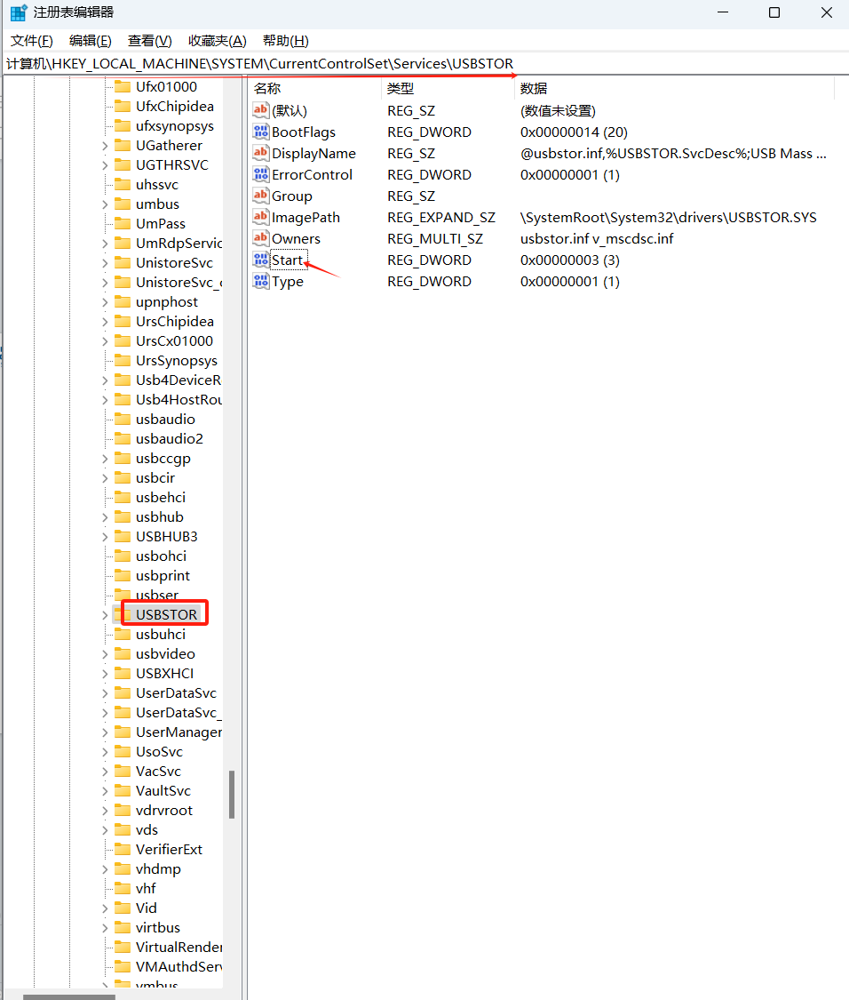 注册表编辑器
文件(F) 编辑(E) 查看(V) 收藏夹(A) 帮助(H)
计算机\HKEY_LOCAL_MACHINE\SYSTEM\CurrentControlSet\Services\USBSTOR
Ufx01000
UfxChipidea
ufxsynopsys
UGatherer
UGTHRSVC
uhssvc
umbus
UmPass
UmRdpServic
UnistoreSvc
UnistoreSvc_
upnphost
UrsChipidea
UrsCx01000
UrsSynopsys
Usb4DeviceR
Usb4HostRou
usbaudio
usbaudio2
usbccgp
usbcir
usbehci
usbhub
USBHUB3
usbohci
usbprint
usbser
USBSTOR
usbuhci
usbvideo
USBXHCI
UserDataSvc
UserDataSvc_
UserManager
UsoSvc
VacSvc
VaultSvc
vdrvroot
vds
VerifierExt
vhdmp
vhf
Vid
virtbus
VirtualRender
VMAuthdServ
vmbus
名称 类型 数据
(默认) REG_SZ (数值未设置)
BootFlags REG_DWORD 0x00000014 (20)
DisplayName REG_SZ @usbstor.inf,%USBSTOR.SvcDesc%;USB Mass ...
ErrorControl REG_DWORD 0x00000001 (1)
Group REG_SZ
ImagePath REG_EXPAND_SZ \SystemRoot\System32\drivers\USBSTOR.SYS
Owners REG_MULTI_SZ usbstor.inf v_mscdsc.inf
Start REG_DWORD 0x00000003 (3)
Type REG_DWORD 0x00000001 (1)